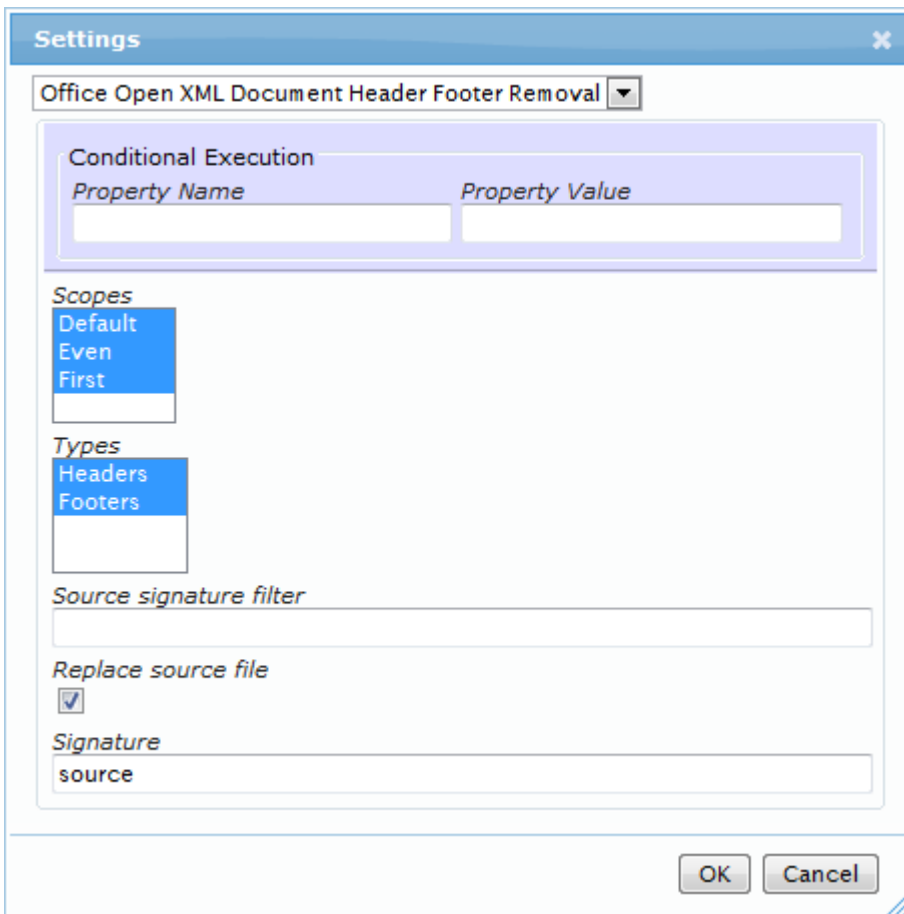 Settings
Office Open XML Document Header Footer Removal
Conditional Execution
Property Name Property Value
Scopes
Default
Even
First
Types
Headers
Footers
Source signature filter
Replace source file
Signature
source
OK Cancel